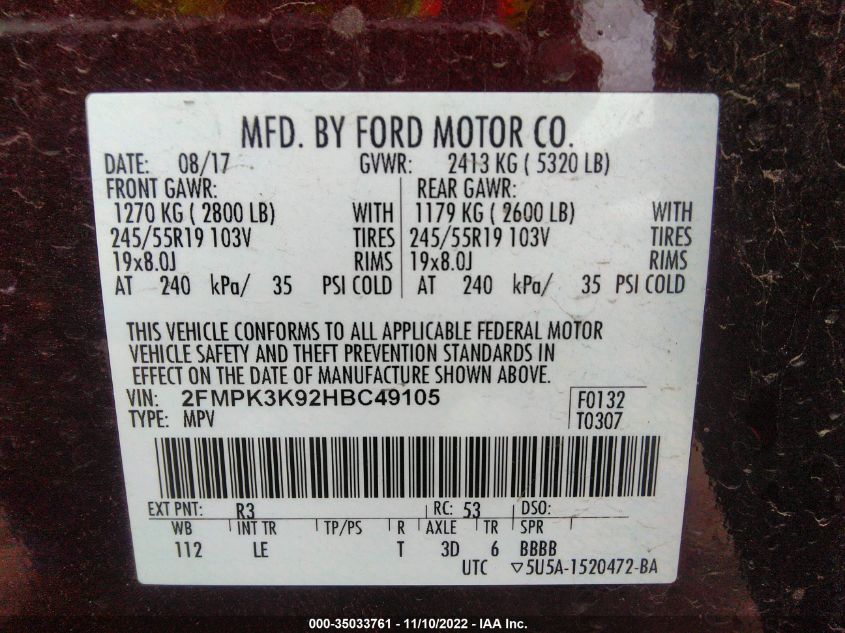 MFD. BY FORD MOTOR CO.
DATE: 08/17 GVWR: 2413 KG ( 5320 LB)
FRONT GAWR: REAR GAWR:
1270 KG ( 2800 LB) WITH 1179 KG ( 2600 LB) WITH
245/55R19 103V TIRES 245/55R19 103V TIRES
19x8.0J RIMS 19x8.0J RIMS
AT 240 kPa/ 35 PSI COLD AT 240 kPa/ 35 PSI COLD
THIS VEHICLE CONFORMS TO ALL APPLICABLE FEDERAL MOTOR
VEHICLE SAFETY AND THEFT PREVENTION STANDARDS IN
EFFECT ON THE DATE OF MANUFACTURE SHOWN ABOVE.
VIN: 2FMPK3K92HBC49105 F0132
TYPE: MPV T0307
EXT PNT: R3 RC: 53 DSO:
WB INT TR TP/PS R AXLE TR SPR
112 LE T 3D 6 BBBB
UTC ▽5U5A-1520472-BA
000-35033761 - 11/10/2022 - IAA Inc.